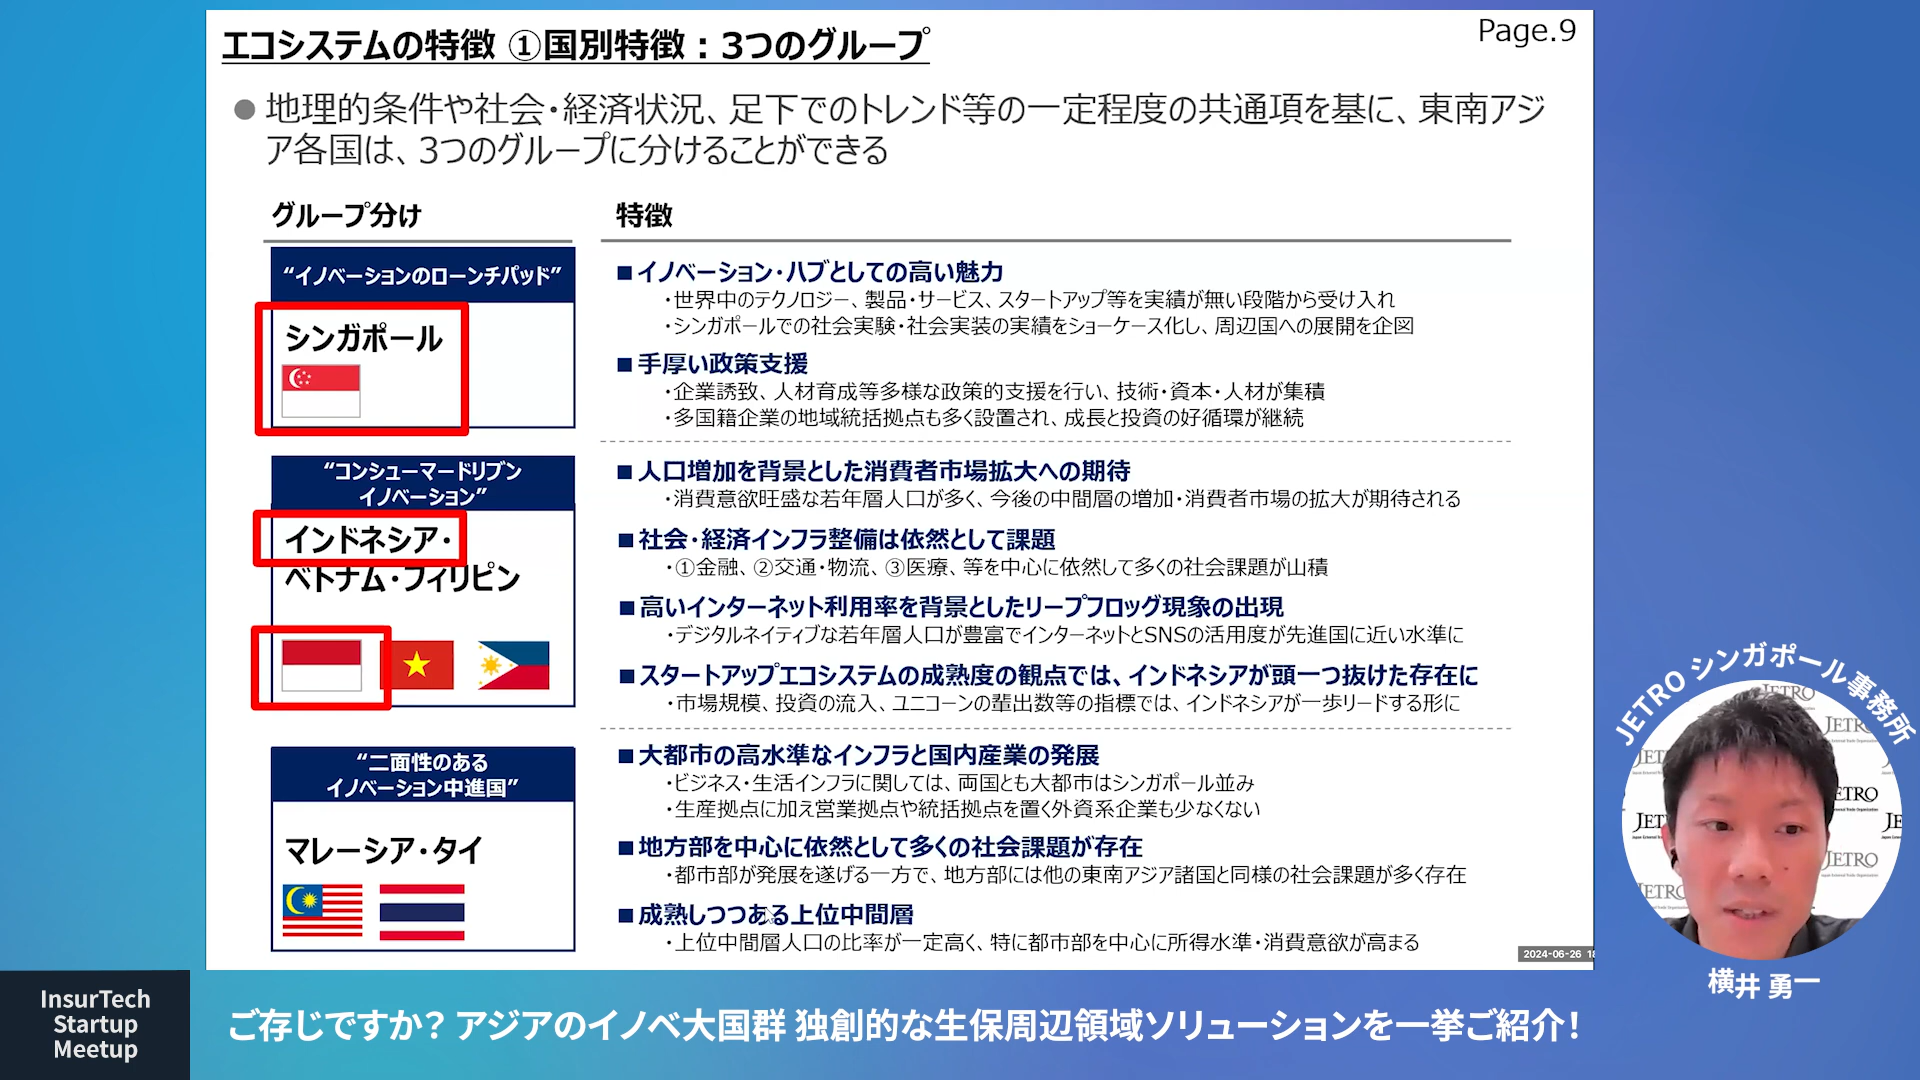 エコシステムの特徴 ①国別特徴：3つのグループ
Page.9
●地理的条件や社会・経済状況、足下でのトレンド等の一定程度の共通項を基に、東南アジ
ア各国は、3つのグループに分けることができる
グループ分け
特徴
“イノベーションのローンチパッド”
シンガポール
■イノベーション・ハブとしての高い魅力
・世界中のテクノロジー、製品・サービス、スタートアップ等を実績が無い段階から受け入れ
・シンガポールでの社会実験・社会実装の実績をショーケース化し、周辺国への展開を企図
■手厚い政策支援
・企業誘致、人材育成等多様な政策的支援を行い、技術・資本・人材が集積
・多国籍企業の地域統括拠点も多く設置され、成長と投資の好循環が継続
“コンシューマードリブン
イノベーション”
インドネシア・
ベトナム・フィリピン
■人口増加を背景とした消費者市場拡大への期待
・消費意欲旺盛な若年層人口が多く、今後の中間層の増加・消費者市場の拡大が期待される
■社会・経済インフラ整備は依然として課題
・①金融、②交通・物流、③医療、等を中心に依然として多くの社会課題が山積
■高いインターネット利用率を背景としたリープフロッグ現象の出現
・デジタルネイティブな若年層人口が豊富でインターネットとSNSの活用度が先進国に近い水準に
■スタートアップエコシステムの成熟度の観点では、インドネシアが頭一つ抜けた存在に
・市場規模、投資の流入、ユニコーンの輩出数等の指標では、インドネシアが一歩リードする形に
“二面性のある
イノベーション中進国”
マレーシア・タイ
■大都市の高水準なインフラと国内産業の発展
・ビジネス・生活インフラに関しては、両国とも大都市はシンガポール並み
・生産拠点に加え営業拠点や統括拠点を置く外資系企業も少なくない
■地方部を中心に依然として多くの社会課題が存在
・都市部が発展を遂げる一方で、地方部には他の東南アジア諸国と同様の社会課題が多く存在
■成熟しつつある上位中間層
・上位中間層人口の比率が一定高く、特に都市部を中心に所得水準・消費意欲が高まる
2024-06-26
JETRO シンガポール事務所
JETRO
JETRO
JETRO
横井 勇一
InsurTech
Startup
Meetup
ご存じですか？ アジアのイノベ大国群 独創的な生保周辺領域ソリューションを一挙ご紹介！